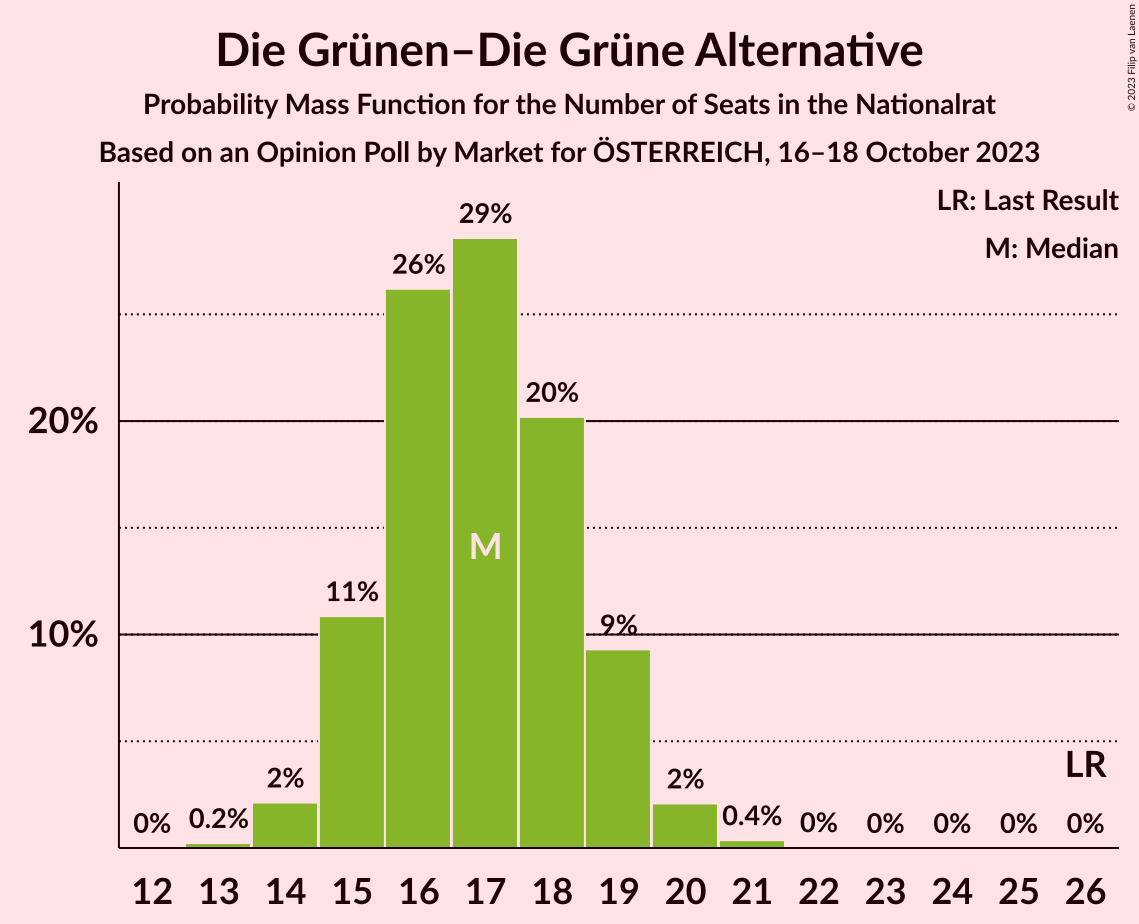 Die Grünen–Die Grüne Alternative
Probability Mass Function for the Number of Seats in the Nationalrat
Based on an Opinion Poll by Market for ÖSTERREICH, 16–18 October 2023
© 2023 Filip van Laenen
LR: Last Result
M: Median
29%
26%
20%
20%
M
11%
9%
10%
LR
2%
2%
0%
0.2%
0.4%
0%
0%
0%
0%
0%
12 13 14 15 16 17 18 19 20 21 22 23 24 25 26